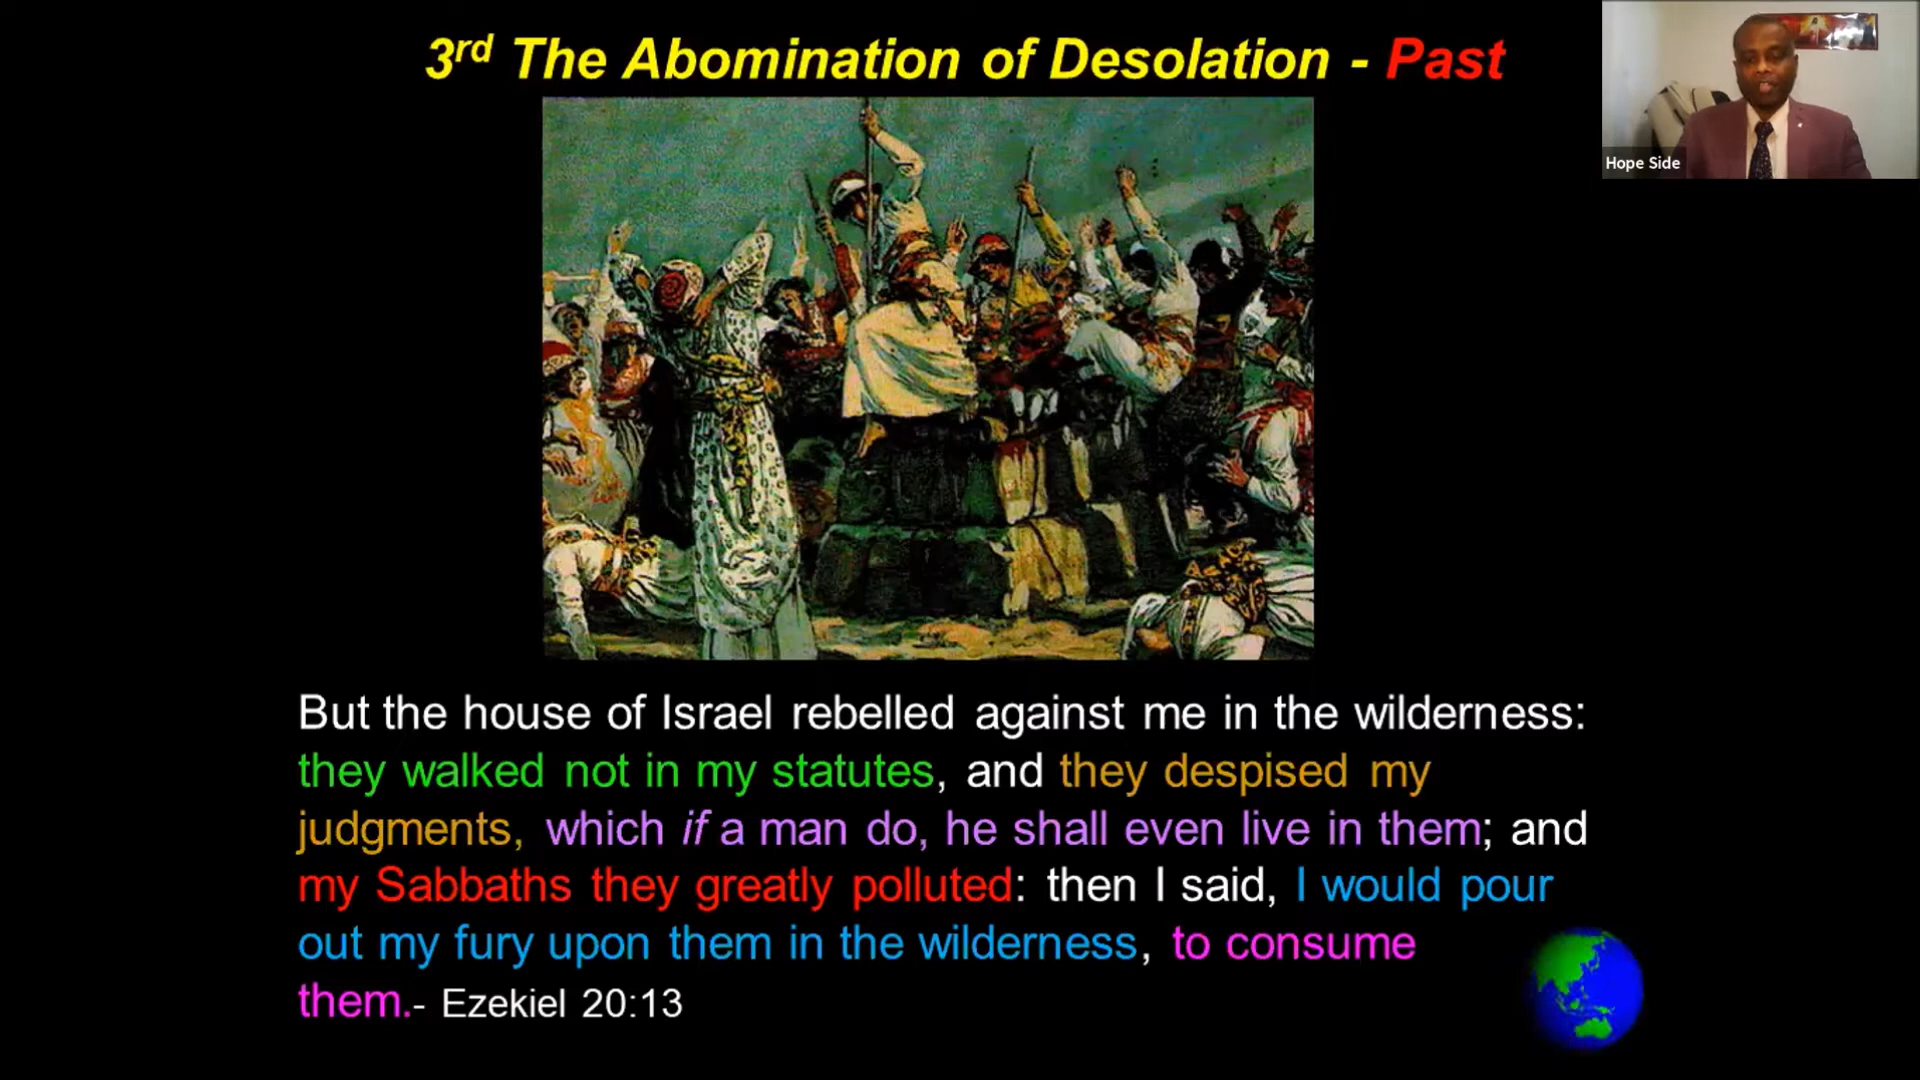 3rd The Abomination of Desolation - Past
Hope Side
But the house of Israel rebelled against me in the wilderness:
they walked not in my statutes, and they despised my
judgments, which if a man do, he shall even live in them; and
my Sabbaths they greatly polluted: then I said, I would pour
out my fury upon them in the wilderness, to consume
them.- Ezekiel 20:13